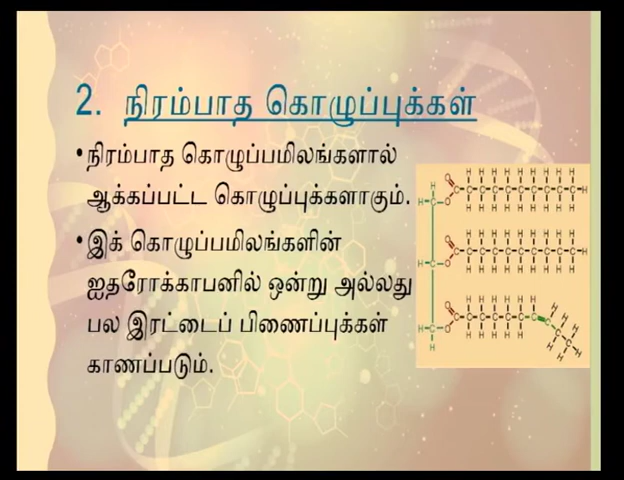 2. நிரம்பாத கொழுப்புக்கள்
•நிரம்பாத கொழுப்பமிலங்களால்
ஆக்கப்பட்ட கொழுப்புக்களாகும்.
•இக் கொழுப்பமிலங்களின்
ஐதரோக்காபனில் ஒன்று அல்லது
பல இரட்டைப் பிணைப்புக்கள்
காணப்படும்.